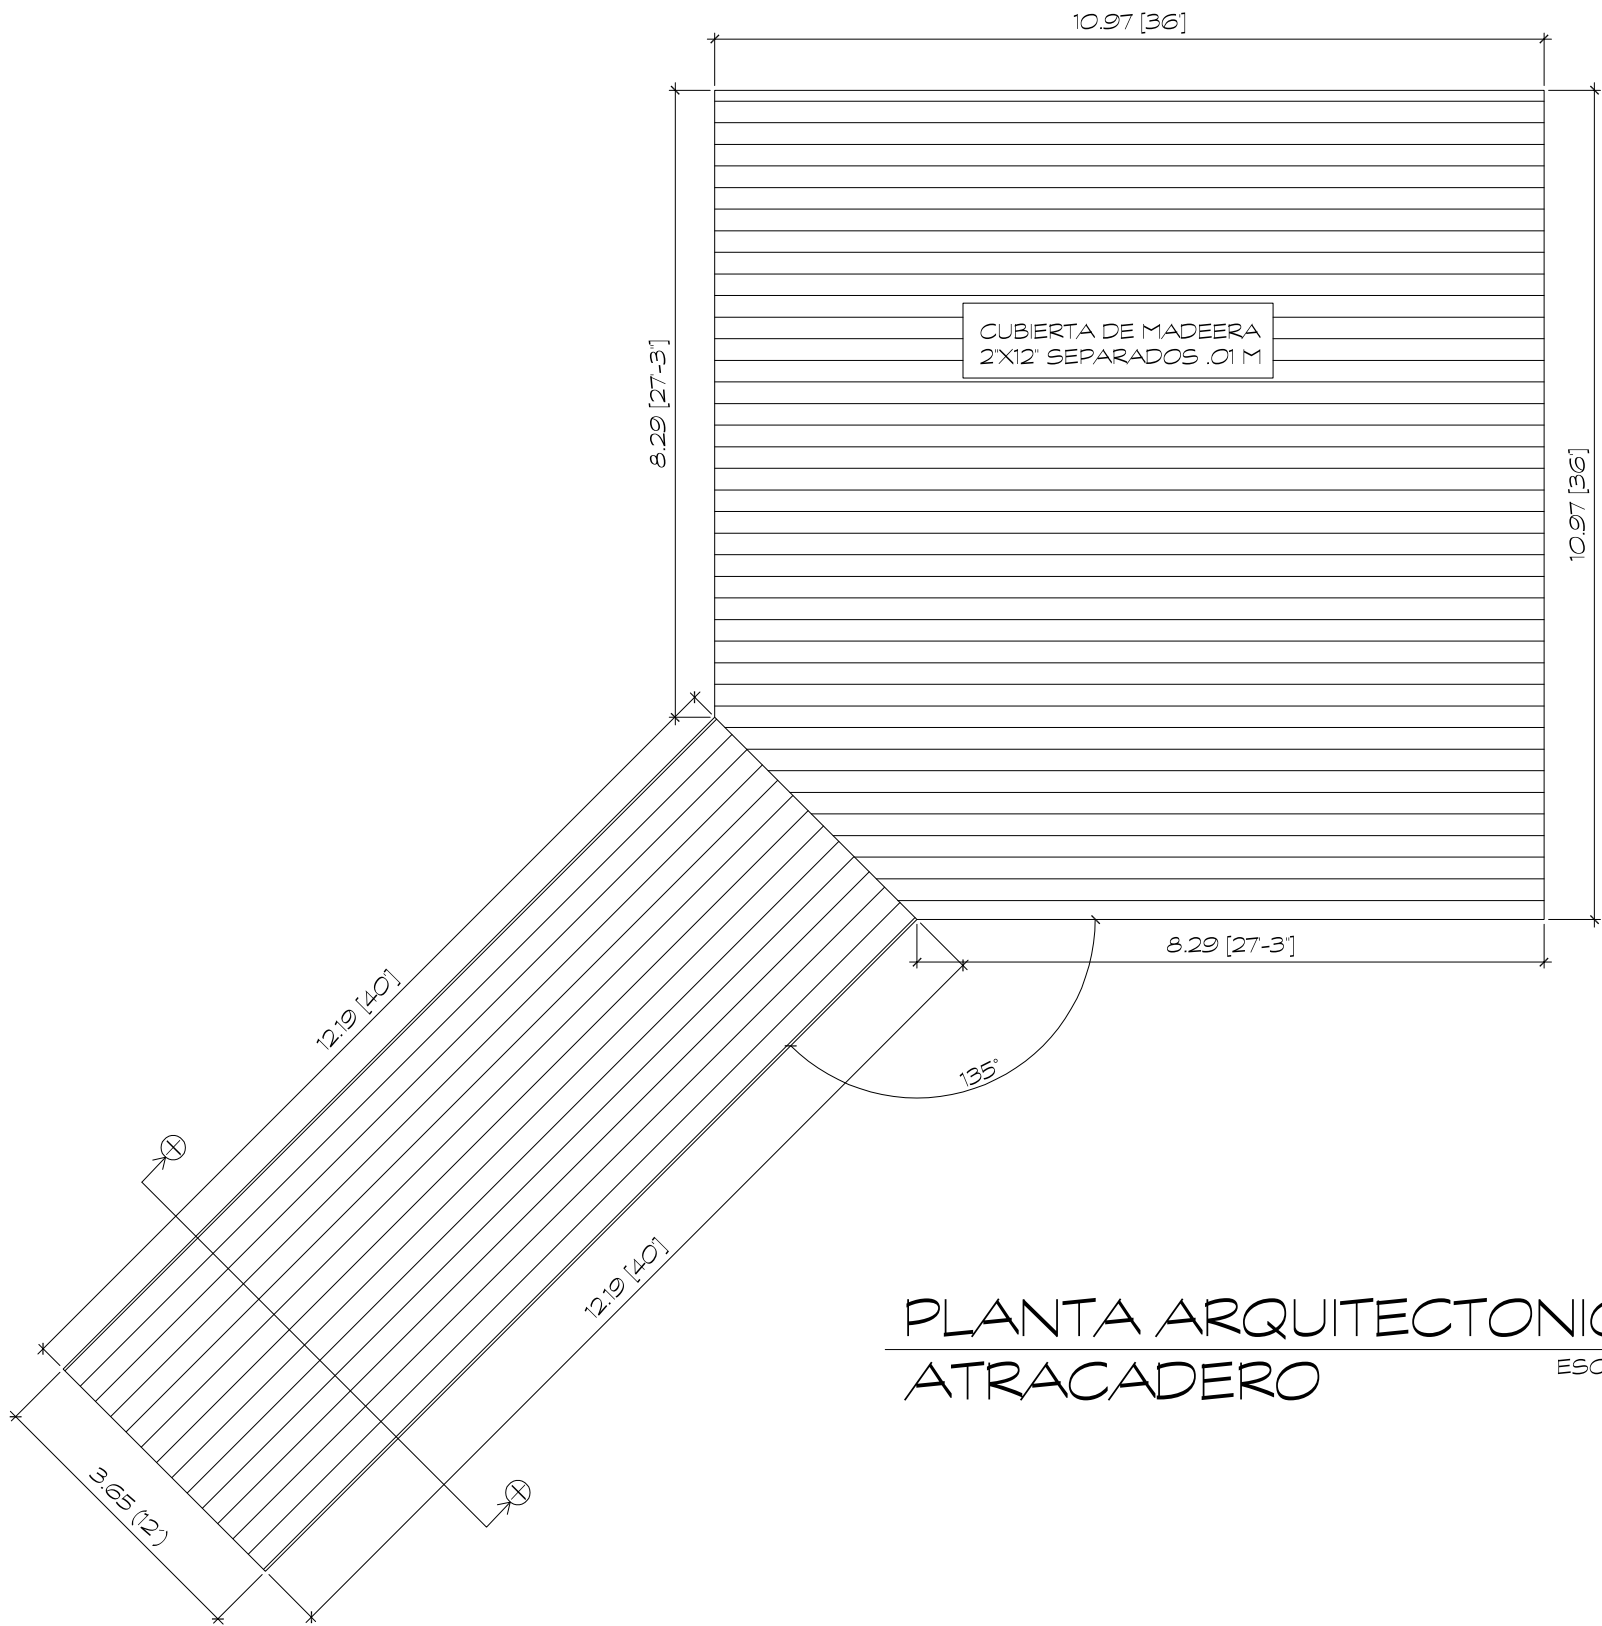 10.97 [36']
8.29 [27'-3"]
CUBIERTA DE MADEERA
2"X12" SEPARADOS .01 M
10.97 [36']
8.29 [27'-3"]
12.19 [40']
135°
12.19 [40']
3.65 (12')
PLANTA ARQUITECTONIC
ESC
ATRACADERO